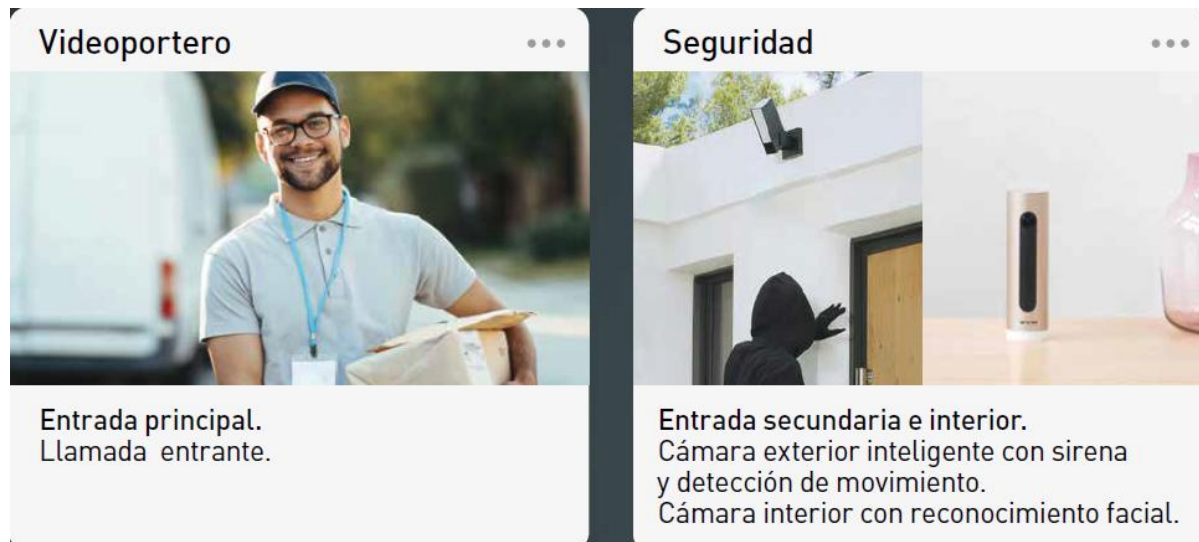 Videoportero
Seguridad
Entrada principal.
Llamada entrante.
Entrada secundaria e interior.
Cámara exterior inteligente con sirena
y detección de movimiento.
Cámara interior con reconocimiento facial.